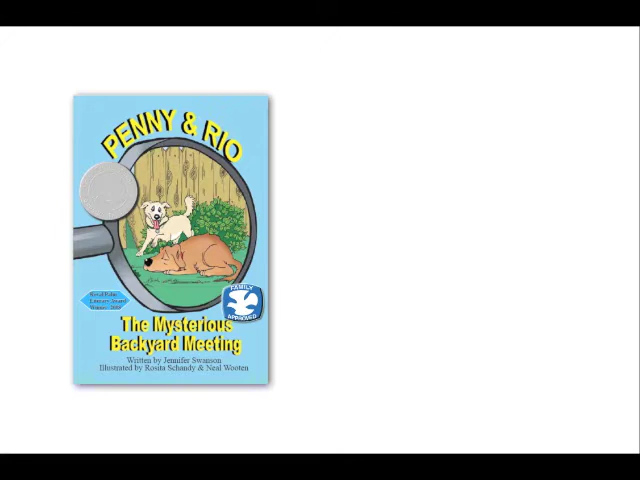 PENNY & RIO
FAMILY
APPROVED
The Mysterious
Backyard Meeting
Written by Jennifer Swanson
Illustrated by Rosita Schandy & Neal Wooten